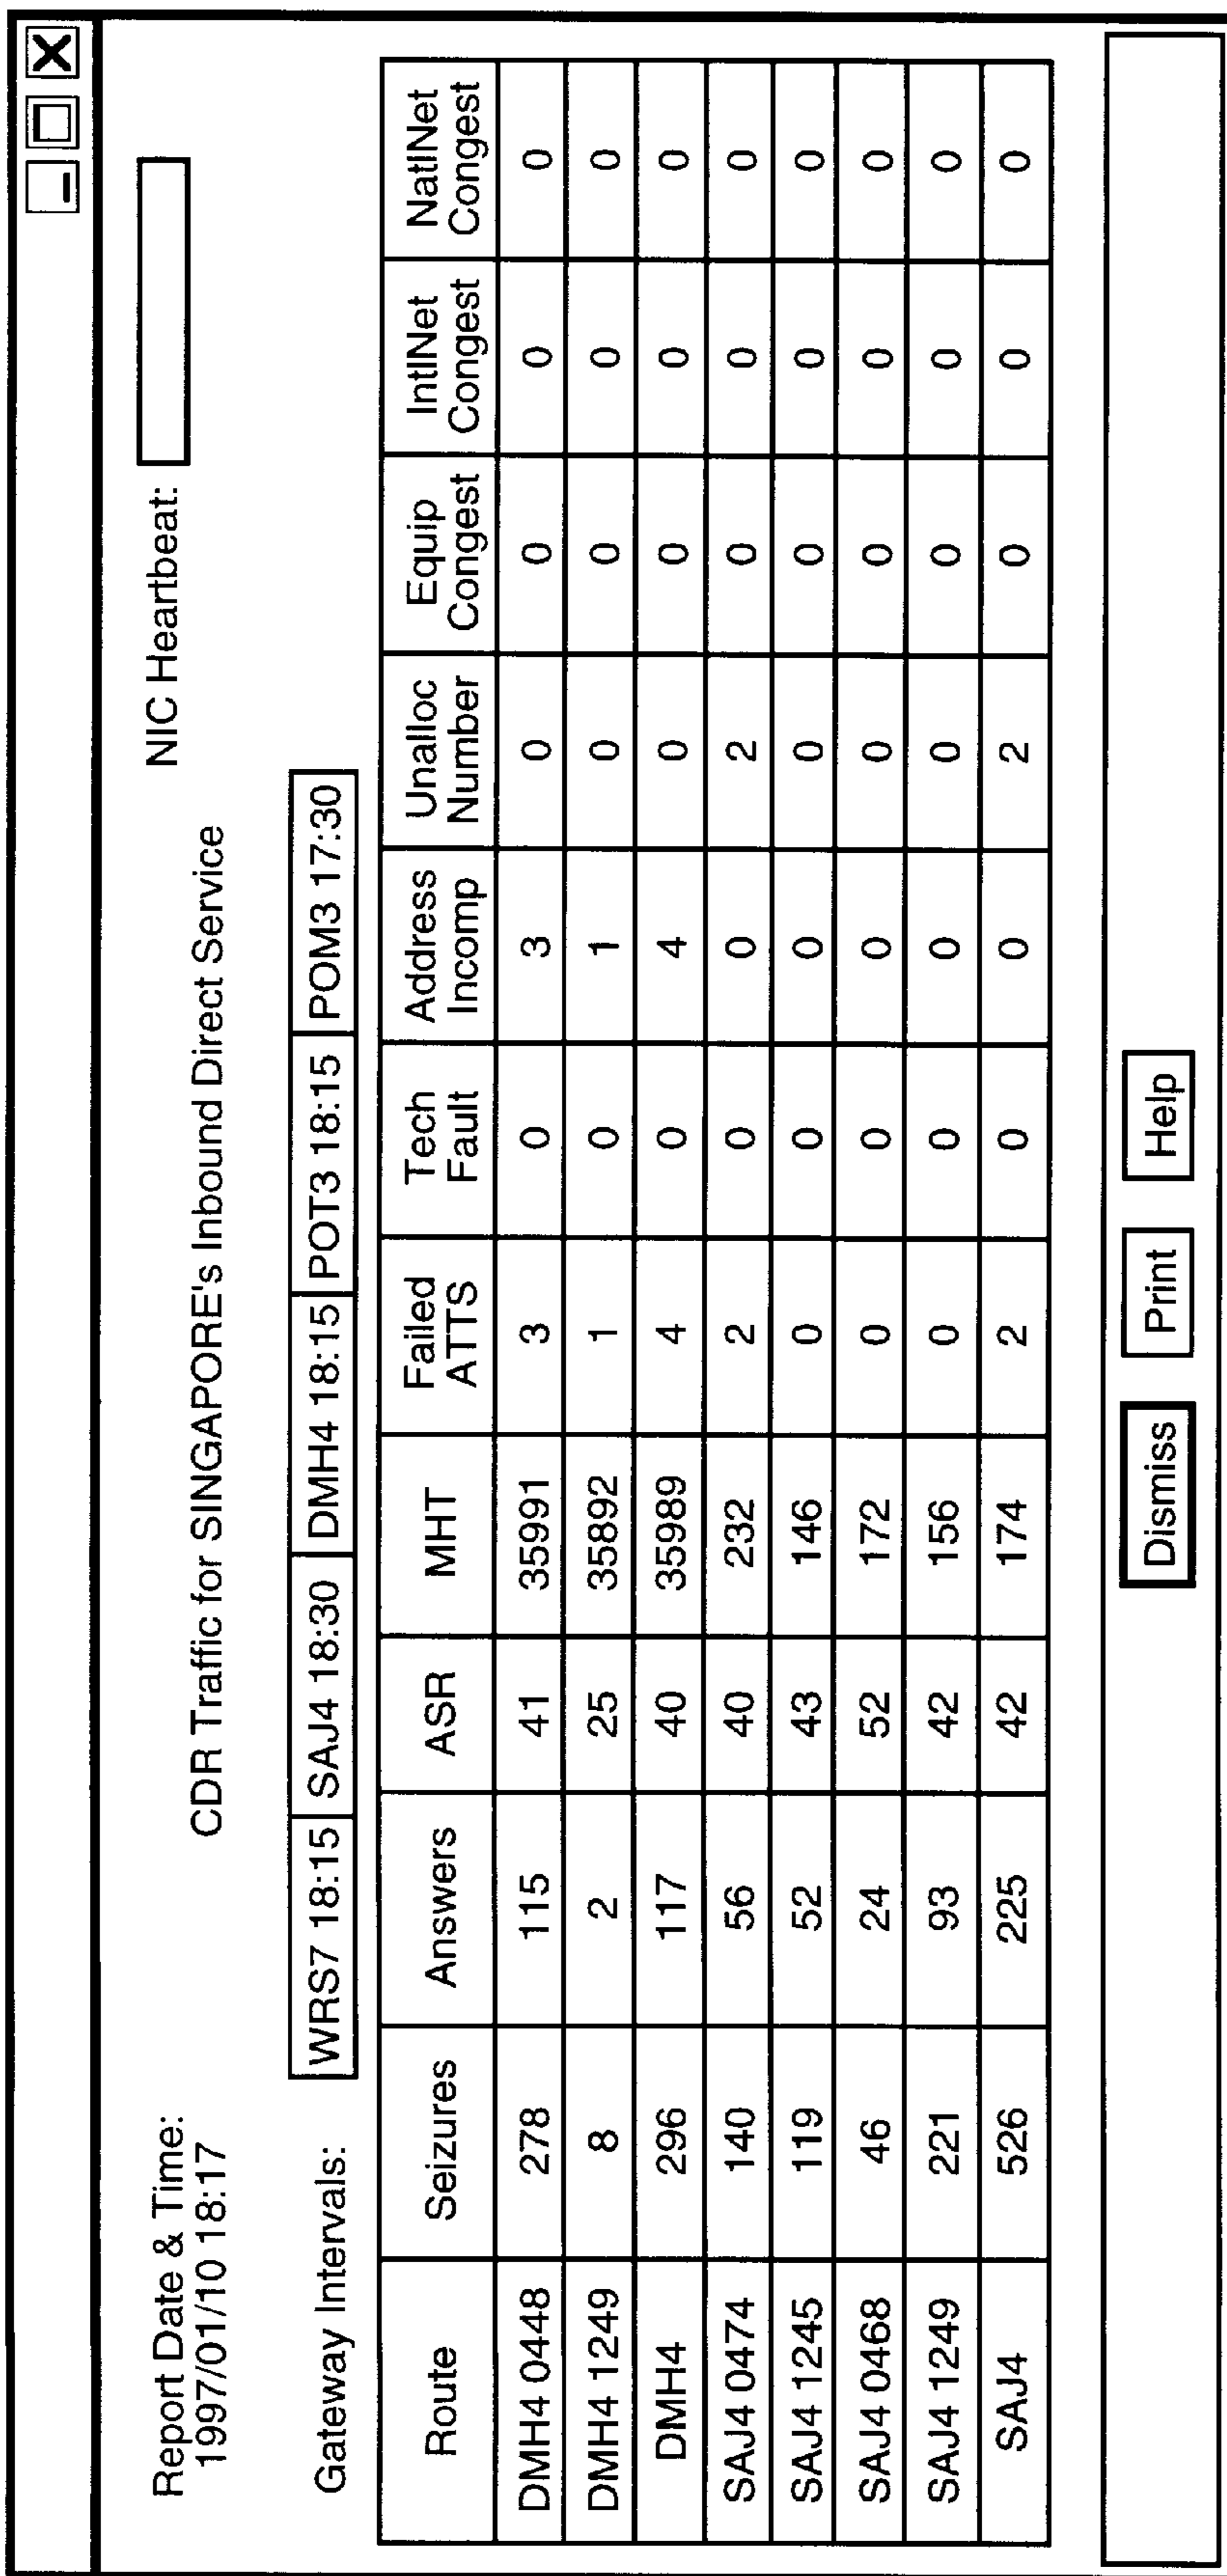 Report Date & Time:
1997/01/10 18:17
NIC Heartbeat:
CDR Traffic for SINGAPORE's Inbound Direct Service
Gateway Intervals: WRS7 18:15 SAJ4 18:30 DMH4 18:15 POT3 18:15 POM3 17:30
Route Seizures Answers ASR MHT Failed ATTS Tech Fault Address Incomp Unalloc Number Equip Congest IntlNet Congest NatlNet Congest
DMH4 0448 278 115 41 35991 3 0 3 0 0 0 0
DMH4 1249 8 2 25 35892 1 0 1 0 0 0 0
DMH4 296 117 40 35989 4 0 4 0 0 0 0
SAJ4 0474 140 56 40 232 2 0 0 2 0 0 0
SAJ4 1245 119 52 43 146 0 0 0 0 0 0 0
SAJ4 0468 46 24 52 172 0 0 0 0 0 0 0
SAJ4 1249 221 93 42 156 0 0 0 0 0 0 0
SAJ4 526 225 42 174 2 0 0 2 0 0 0
Dismiss Print Help